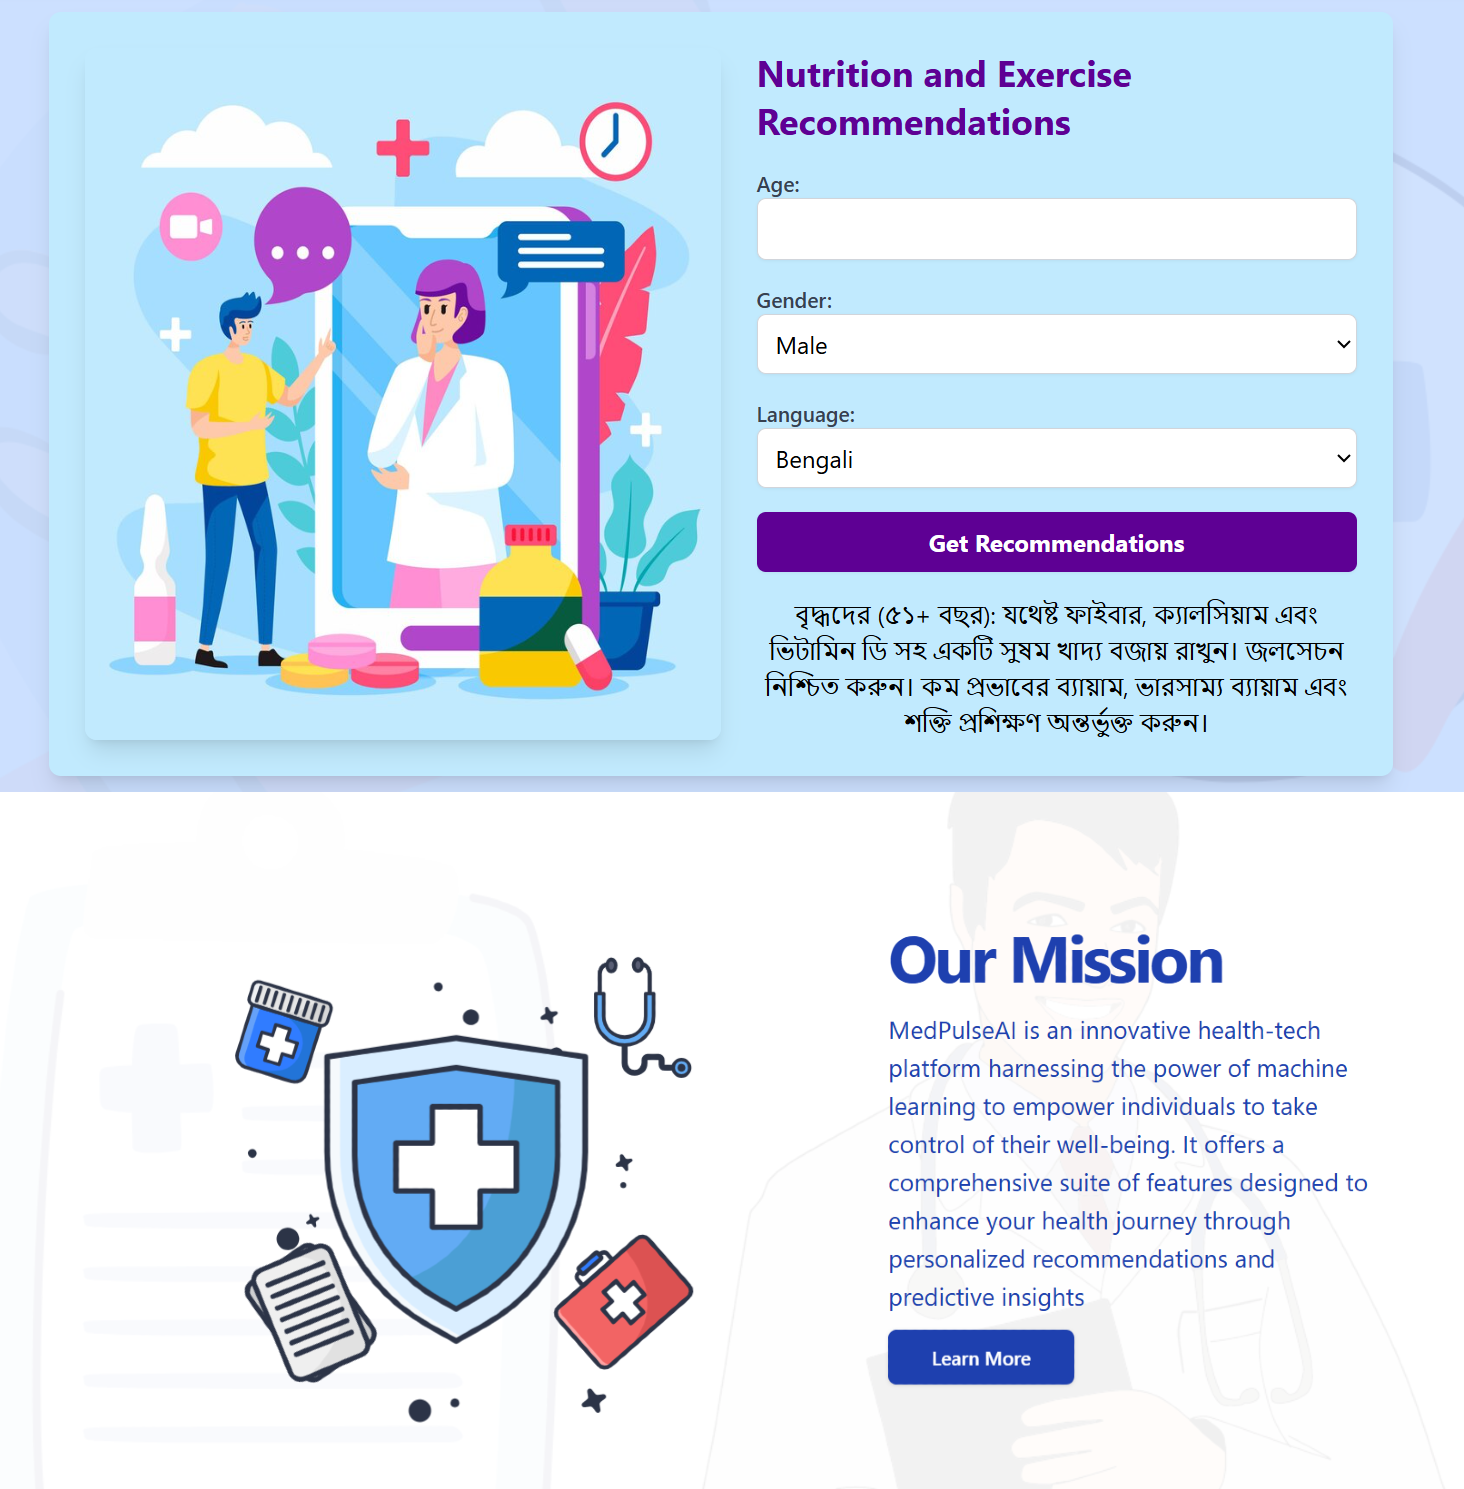 Nutrition and Exercise
Recommendations
Age:
Gender:
Male
Language:
Bengali
Get Recommendations
বৃদ্ধদের (৫১+ বছর): যথেষ্ট ফাইবার, ক্যালসিয়াম এবং
ভিটামিন ডি সহ একটি সুষম খাদ্য বজায় রাখুন। জলসেচন
নিশ্চিত করুন। কম প্রভাবের ব্যায়াম, ভারসাম্য ব্যায়াম এবং
শক্তি প্রশিক্ষণ অন্তর্ভুক্ত করুন।
Our Mission
MedPulseAI is an innovative health-tech
platform harnessing the power of machine
learning to empower individuals to take
control of their well-being. It offers a
comprehensive suite of features designed to
enhance your health journey through
personalized recommendations and
predictive insights
Learn More